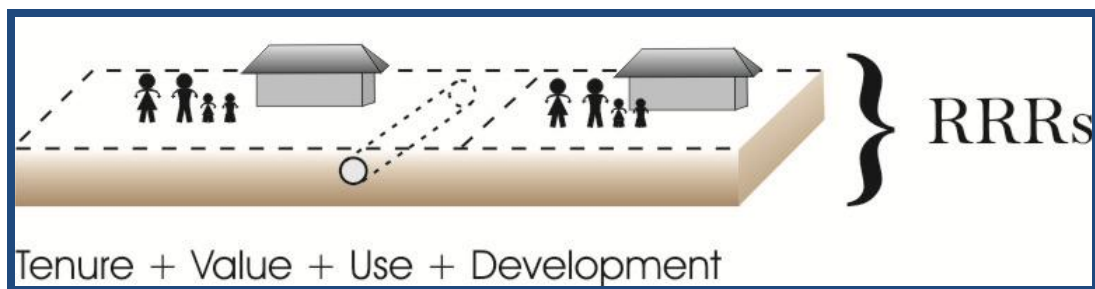 RRRs
Tenure + Value + Use + Development